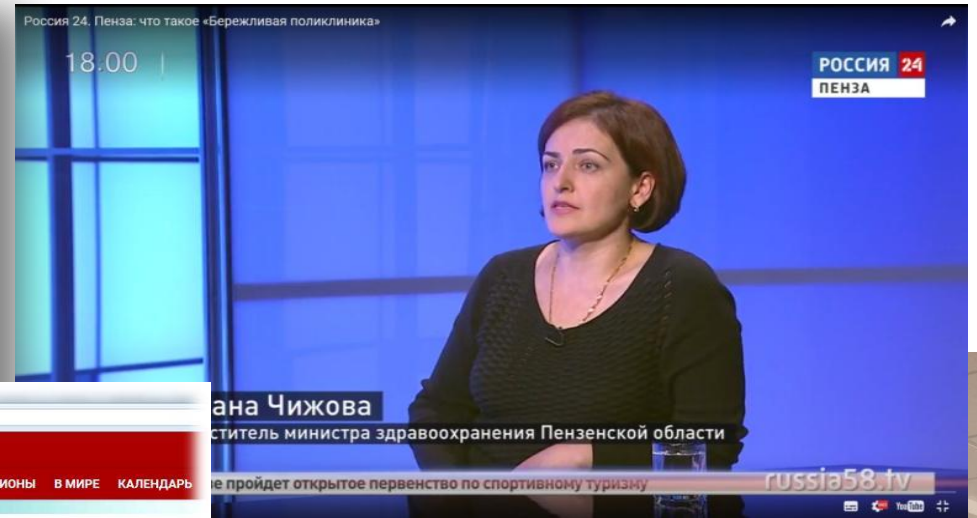 Россия 24. Пенза: что такое «Бережливая поликлиника»
18:00
РОССИЯ 24
ПЕНЗА
ана Чижова
ститель министра здравоохранения Пензенской области
пройдет открытое первенство по спортивному туризму
russia58.tv
ИОНЫ В МИРЕ КАЛЕНДАРЬ
YouTube